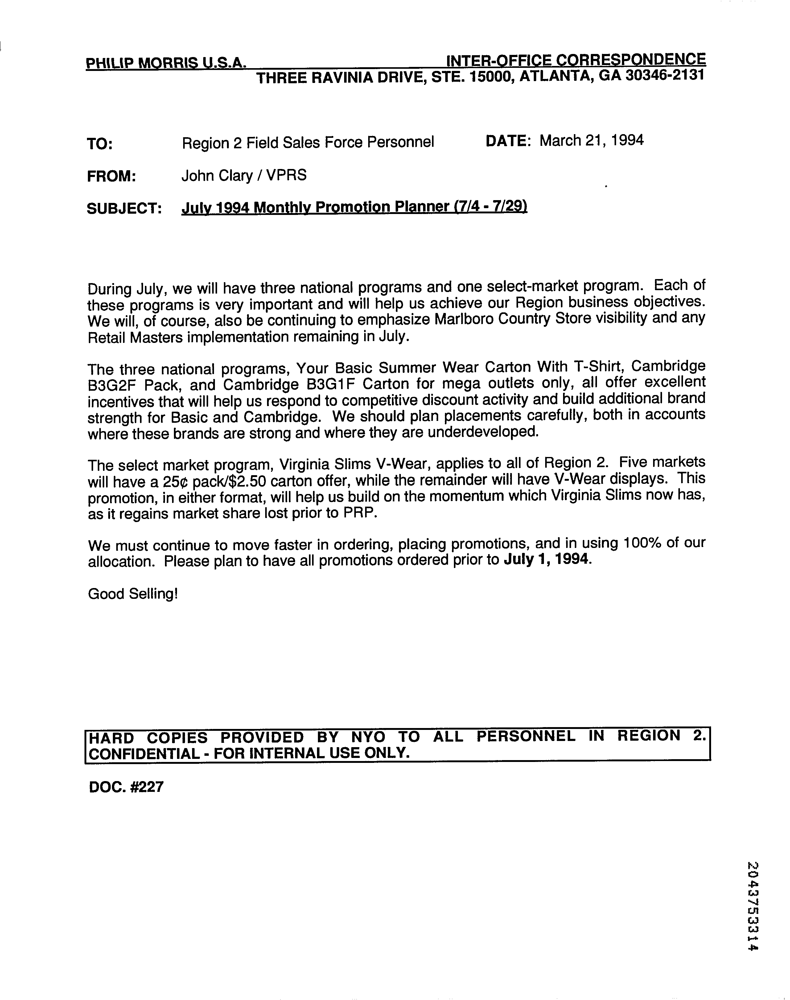 PHILIP MORRIS U.S.A. INTER-OFFICE CORRESPONDENCE
THREE RAVINIA DRIVE, STE. 15000, ATLANTA, GA 30346-2131
TO: Region 2 Field Sales Force Personnel DATE: March 21, 1994
FROM: John Clary / VPRS
SUBJECT: July 1994 Monthly Promotion Planner (7/4 - 7/29)
During July, we will have three national programs and one select-market program. Each of
these programs is very important and will help us achieve our Region business objectives.
We will, of course, also be continuing to emphasize Marlboro Country Store visibility and any
Retail Masters implementation remaining in July.
The three national programs, Your Basic Summer Wear Carton With T-Shirt, Cambridge
B3G2F Pack, and Cambridge B3G1F Carton for mega outlets only, all offer excellent
incentives that will help us respond to competitive discount activity and build additional brand
strength for Basic and Cambridge. We should plan placements carefully, both in accounts
where these brands are strong and where they are underdeveloped.
The select market program, Virginia Slims V-Wear, applies to all of Region 2. Five markets
will have a 25¢ pack/$2.50 carton offer, while the remainder will have V-Wear displays. This
promotion, in either format, will help us build on the momentum which Virginia Slims now has,
as it regains market share lost prior to PRP.
We must continue to move faster in ordering, placing promotions, and in using 100% of our
allocation. Please plan to have all promotions ordered prior to July 1, 1994.
Good Selling!
HARD COPIES PROVIDED BY NYO TO ALL PERSONNEL IN REGION 2.
CONFIDENTIAL - FOR INTERNAL USE ONLY.
DOC. #227
2043753314